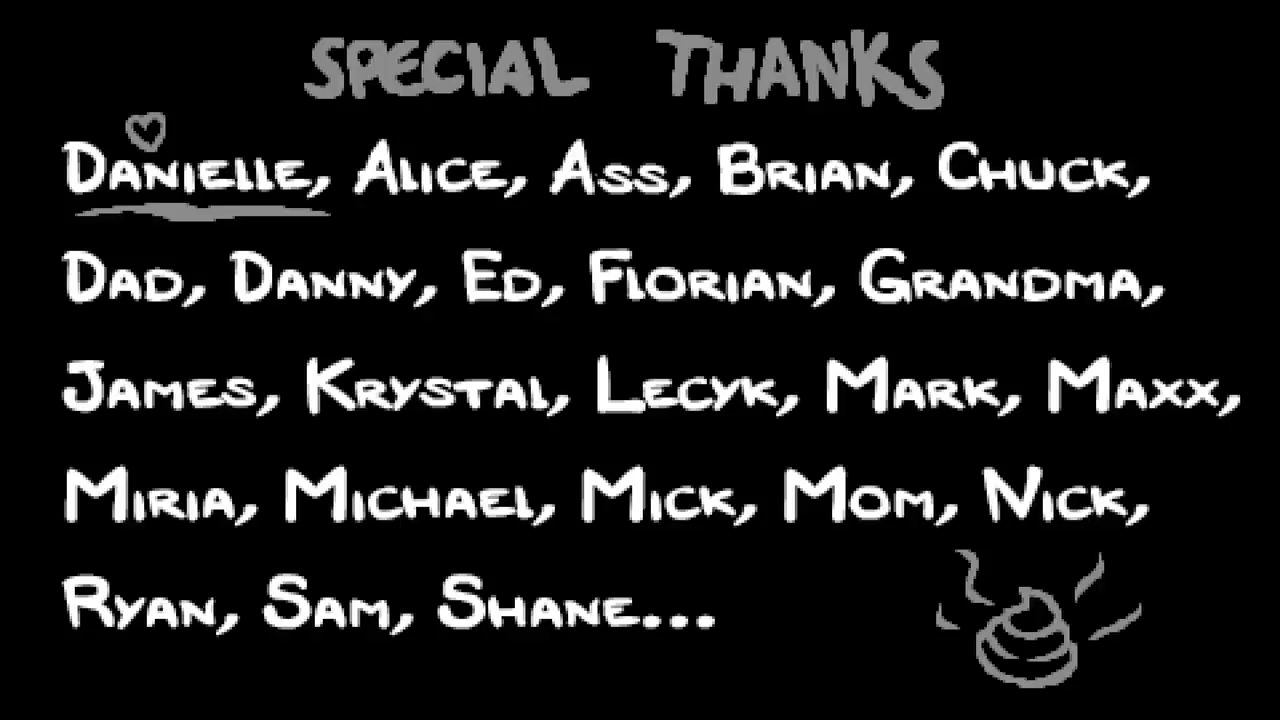 SPECIAL THANKS
DANIELLE, ALICE, ASS, BRIAN, CHUCK,
DAD, DANNY, ED, FLORIAN, GRANDMA,
JAMES, KRYSTAL, LECYK, MARK, MAXX,
MIRIA, MICHAEL, MICK, MOM, NICK,
RYAN, SAM, SHANE...